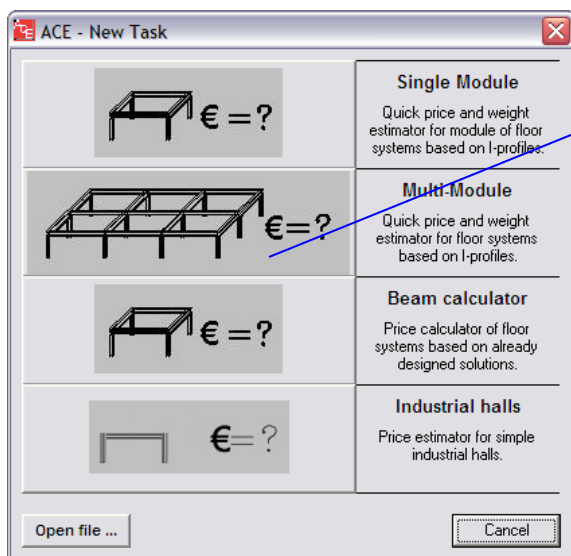 ACE - New Task
€ = ?
Single Module
Quick price and weight
estimator for module of floor
systems based on I-profiles.
€=?
Multi-Module
Quick price and weight
estimator for floor systems
based on I-profiles.
€ = ?
Beam calculator
Price calculator of floor
systems based on already
designed solutions.
€=?
Industrial halls
Price estimator for simple
industrial halls.
Open file ...
Cancel